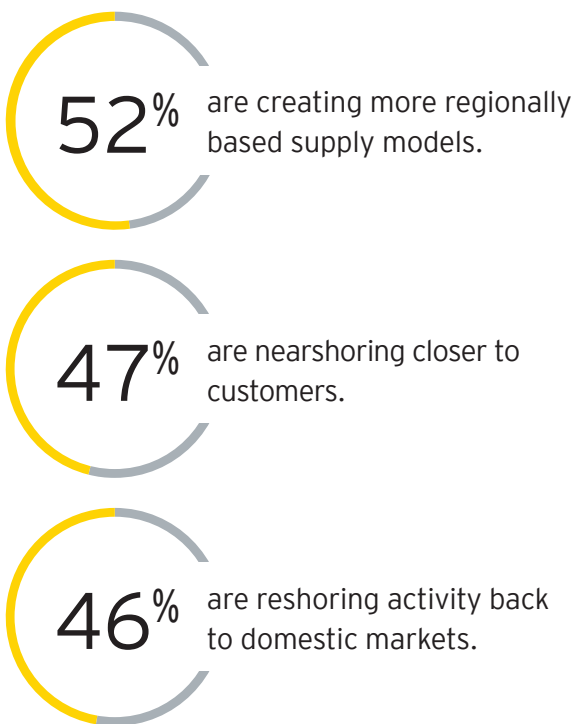 52%
are creating more regionally
based supply models.
47%
are nearshoring closer to
customers.
46%
are reshoring activity back
to domestic markets.